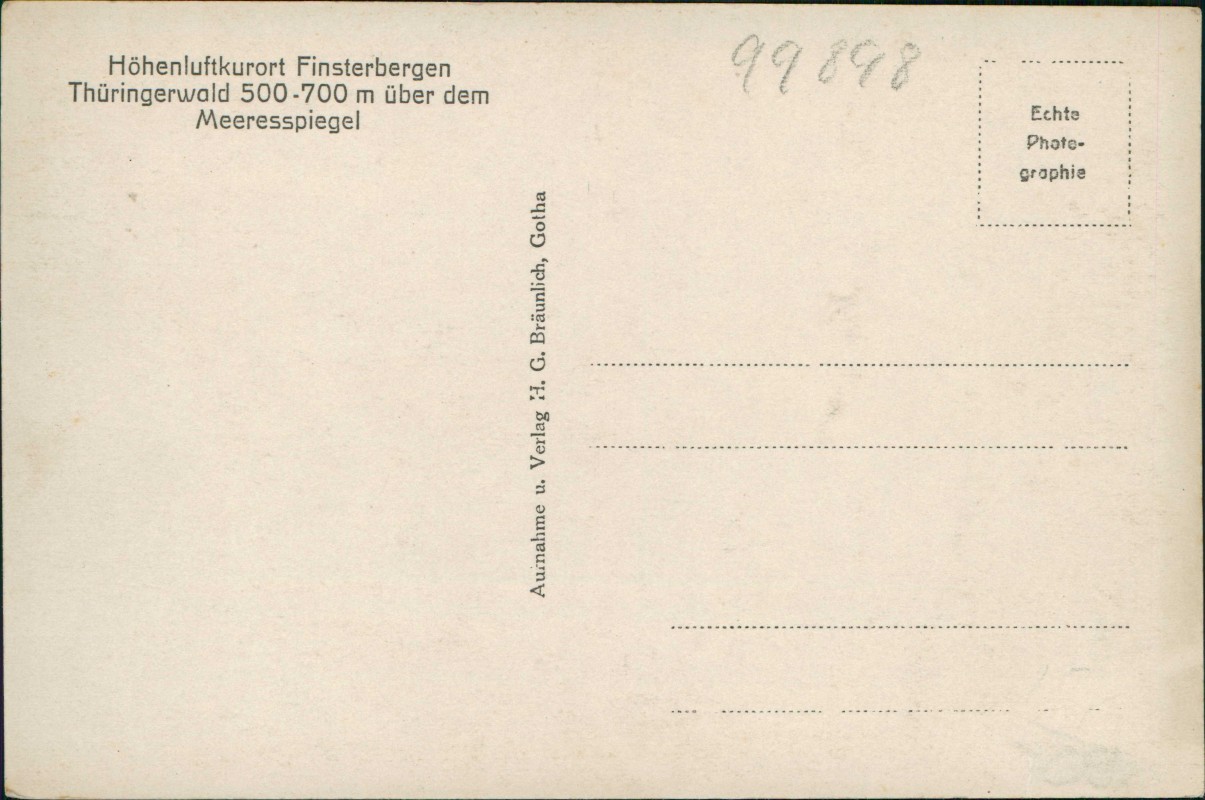 Höhenluftkurort Finsterbergen
Thüringerwald 500-700 m über dem
Meeresspiegel
99898
Echte
Photo-
graphie
Aufnahme u. Verlag H. G. Bräunlich, Gotha